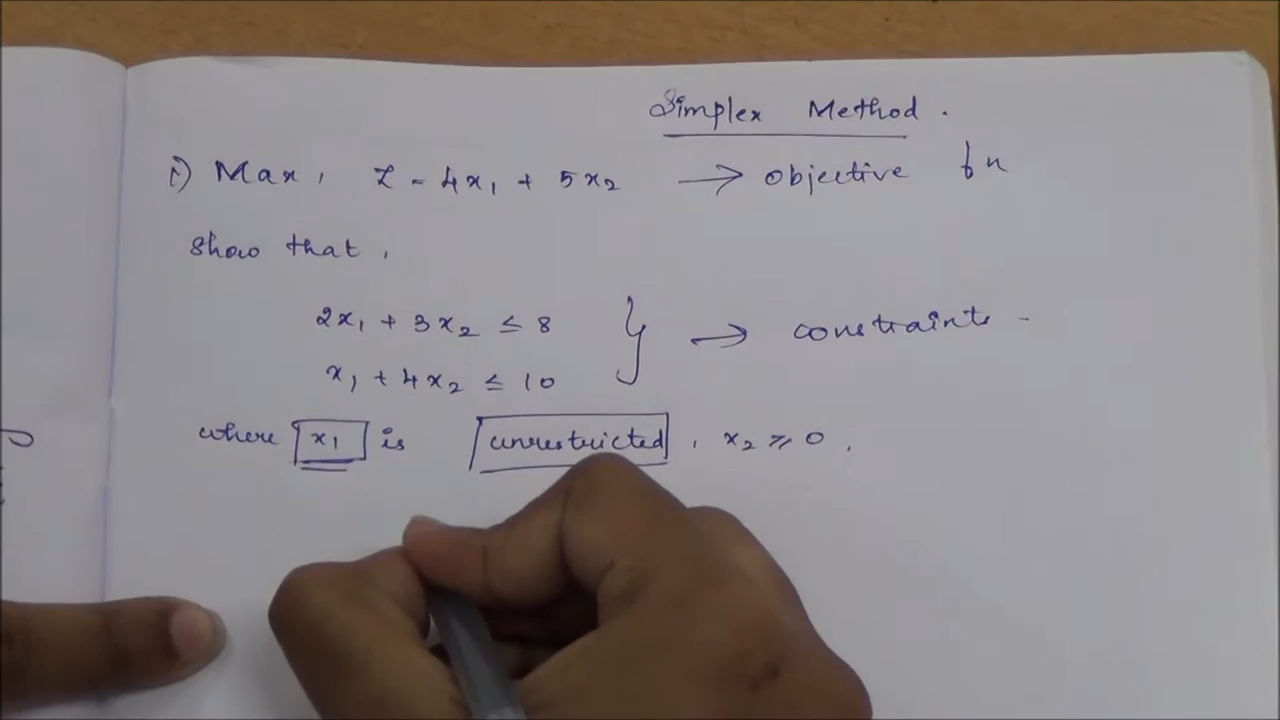 Simplex Method .
i) Max, Z = 4x₁ + 5x₂ → objective fn
show that ,
2x₁ + 3x₂ ≤ 8
x₁ + 4x₂ ≤ 10
} → constraints -
where x₁ is unrestricted , x₂ ≥ 0 ,